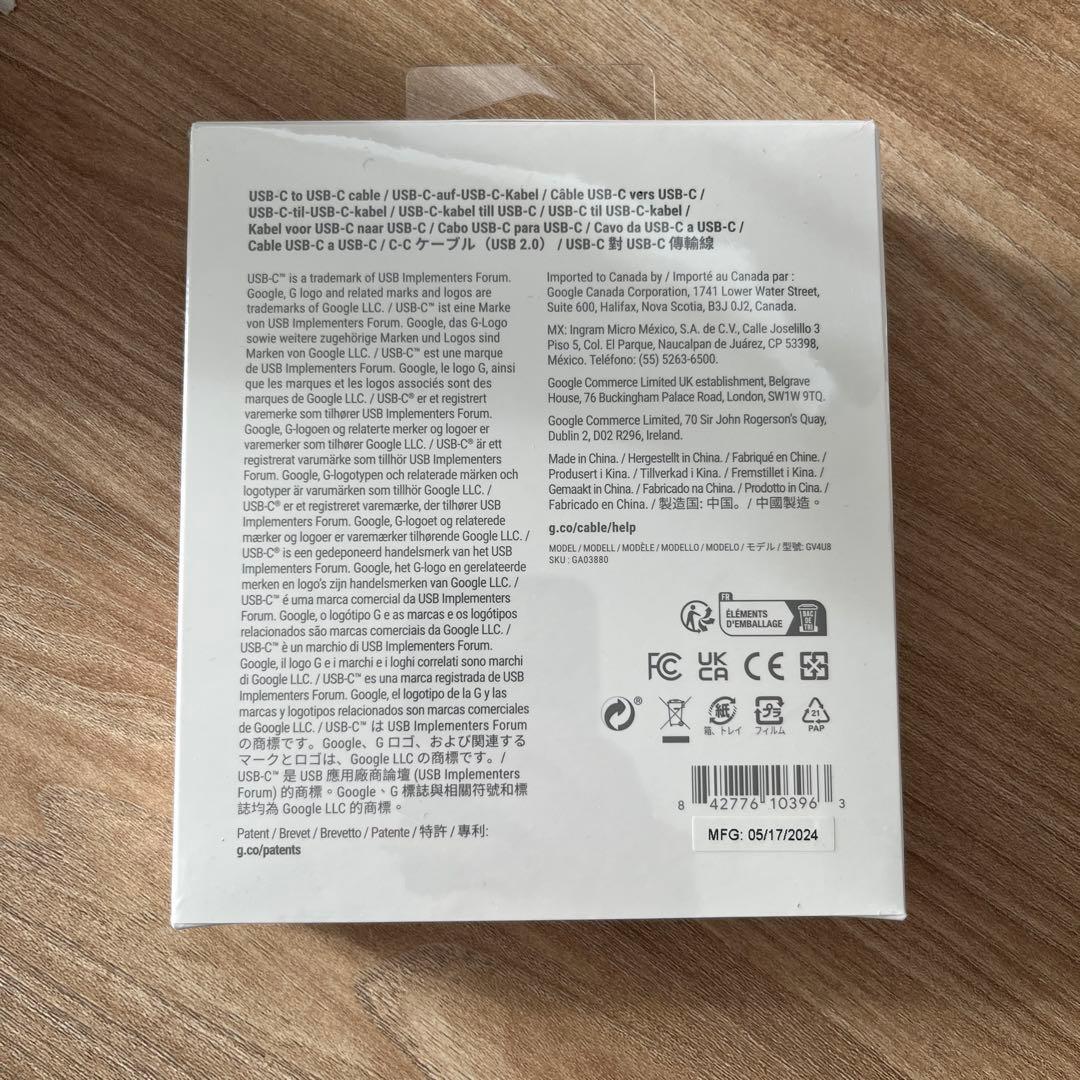 USB-C to USB-C cable / USB-C-auf-USB-C-Kabel / Câble USB-C vers USB-C /
USB-C-til-USB-C-kabel / USB-C-kabel till USB-C / USB-C til USB-C-kabel /
Kabel voor USB-C naar USB-C / Cabo USB-C para USB-C / Cavo da USB-C a USB-C /
Cable USB-C a USB-C / C-C ケーブル（USB 2.0） / USB-C 對 USB-C 傳輸線
USB-C™ is a trademark of USB Implementers Forum.
Google, G logo and related marks and logos are
trademarks of Google LLC. / USB-C™ ist eine Marke
von USB Implementers Forum. Google, das G-Logo
sowie weitere zugehörige Marken und Logos sind
Marken von Google LLC. / USB-C™ est une marque
de USB Implementers Forum. Google, le logo G, ainsi
que les marques et les logos associés sont des
marques de Google LLC. / USB-C® er et registrert
varemerke som tilhører USB Implementers Forum.
Google, G-logoen og relaterte merker og logoer er
varemerker som tilhører Google LLC. / USB-C® är ett
registrerat varumärke som tillhör USB Implementers
Forum. Google, G-logotypen och relaterade märken och
logotyper är varumärken som tillhör Google LLC. /
USB-C® er et registreret varemærke, der tilhører USB
Implementers Forum. Google, G-logoet og relaterede
mærker og logoer er varemærker tilhørende Google LLC. /
USB-C® is een gedeponeerd handelsmerk van het USB
Implementers Forum. Google, het G-logo en gerelateerde
merken en logo's zijn handelsmerken van Google LLC. /
USB-C™ é uma marca comercial da USB Implementers
Forum. Google, o logótipo G e as marcas e os logótipos
relacionados são marcas comerciais da Google LLC. /
USB-C™ è un marchio di USB Implementers Forum.
Google, il logo G e i marchi e i loghi correlati sono marchi
di Google LLC. / USB-C™ es una marca registrada de USB
Implementers Forum. Google, el logotipo de la G y las
marcas y logotipos relacionados son marcas comerciales
de Google LLC. / USB-C™ は USB Implementers Forum
の商標です。Google、G ロゴ、および関連する
マークとロゴは、Google LLC の商標です。/
USB-C™ 是 USB 應用廠商論壇 (USB Implementers
Forum) 的商標。Google、G 標誌與相關符號和標
誌均為 Google LLC 的商標。
Patent / Brevet / Brevetto / Patente / 特許 / 專利:
g.co/patents
Imported to Canada by / Importé au Canada par :
Google Canada Corporation, 1741 Lower Water Street,
Suite 600, Halifax, Nova Scotia, B3J 0J2, Canada.
MX: Ingram Micro México, S.A. de C.V., Calle Joselillo 3
Piso 5, Col. El Parque, Naucalpan de Juárez, CP 53398,
México. Teléfono: (55) 5263-6500.
Google Commerce Limited UK establishment, Belgrave
House, 76 Buckingham Palace Road, London, SW1W 9TQ.
Google Commerce Limited, 70 Sir John Rogerson's Quay,
Dublin 2, D02 R296, Ireland.
Made in China. / Hergestellt in China. / Fabriqué en Chine. /
Produsert i Kina. / Tillverkad i Kina. / Fremstillet i Kina. /
Gemaakt in China. / Fabricado na China. / Prodotto in Cina. /
Fabricado en China. / 製造国: 中国。/ 中國製造。
g.co/cable/help
MODEL / MODELL / MODÈLE / MODELLO / MODELO / モデル / 型號: GV4U8
SKU : GA03880
FR
ÉLÉMENTS
D'EMBALLAGE
BAC
DE
TRI
FC
UK
CA
CE
®
紙
箱、トレイ
プラ
フィルム
21
PAP
8 42776 10396 3
MFG: 05/17/2024